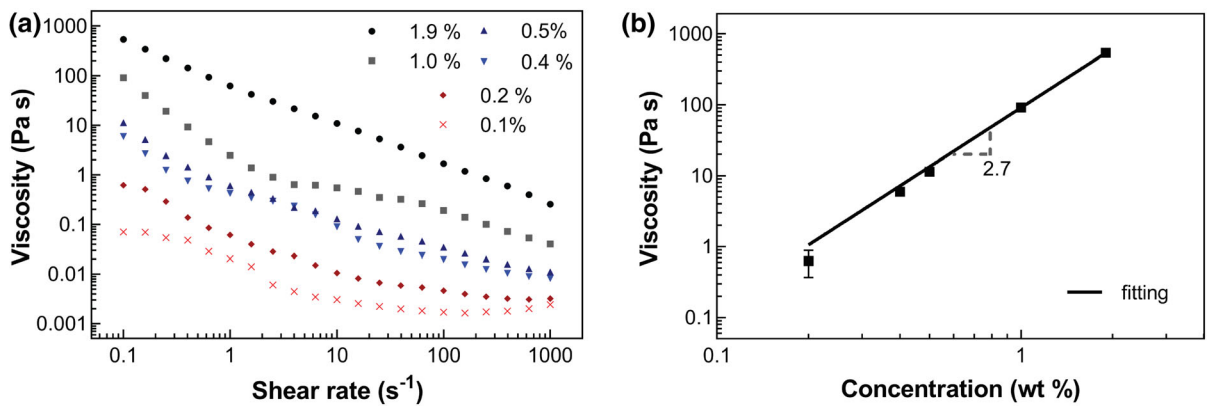 (a)
Viscosity (Pa s)
1000
100
10
1
0.1
0.01
0.001
1.9 %
1.0 %
0.5%
0.4 %
0.2 %
0.1%
0.1 1 10 100 1000
Shear rate (s⁻¹)
(b)
Viscosity (Pa s)
1000
100
10
1
0.1
2.7
fitting
0.1 1
Concentration (wt %)